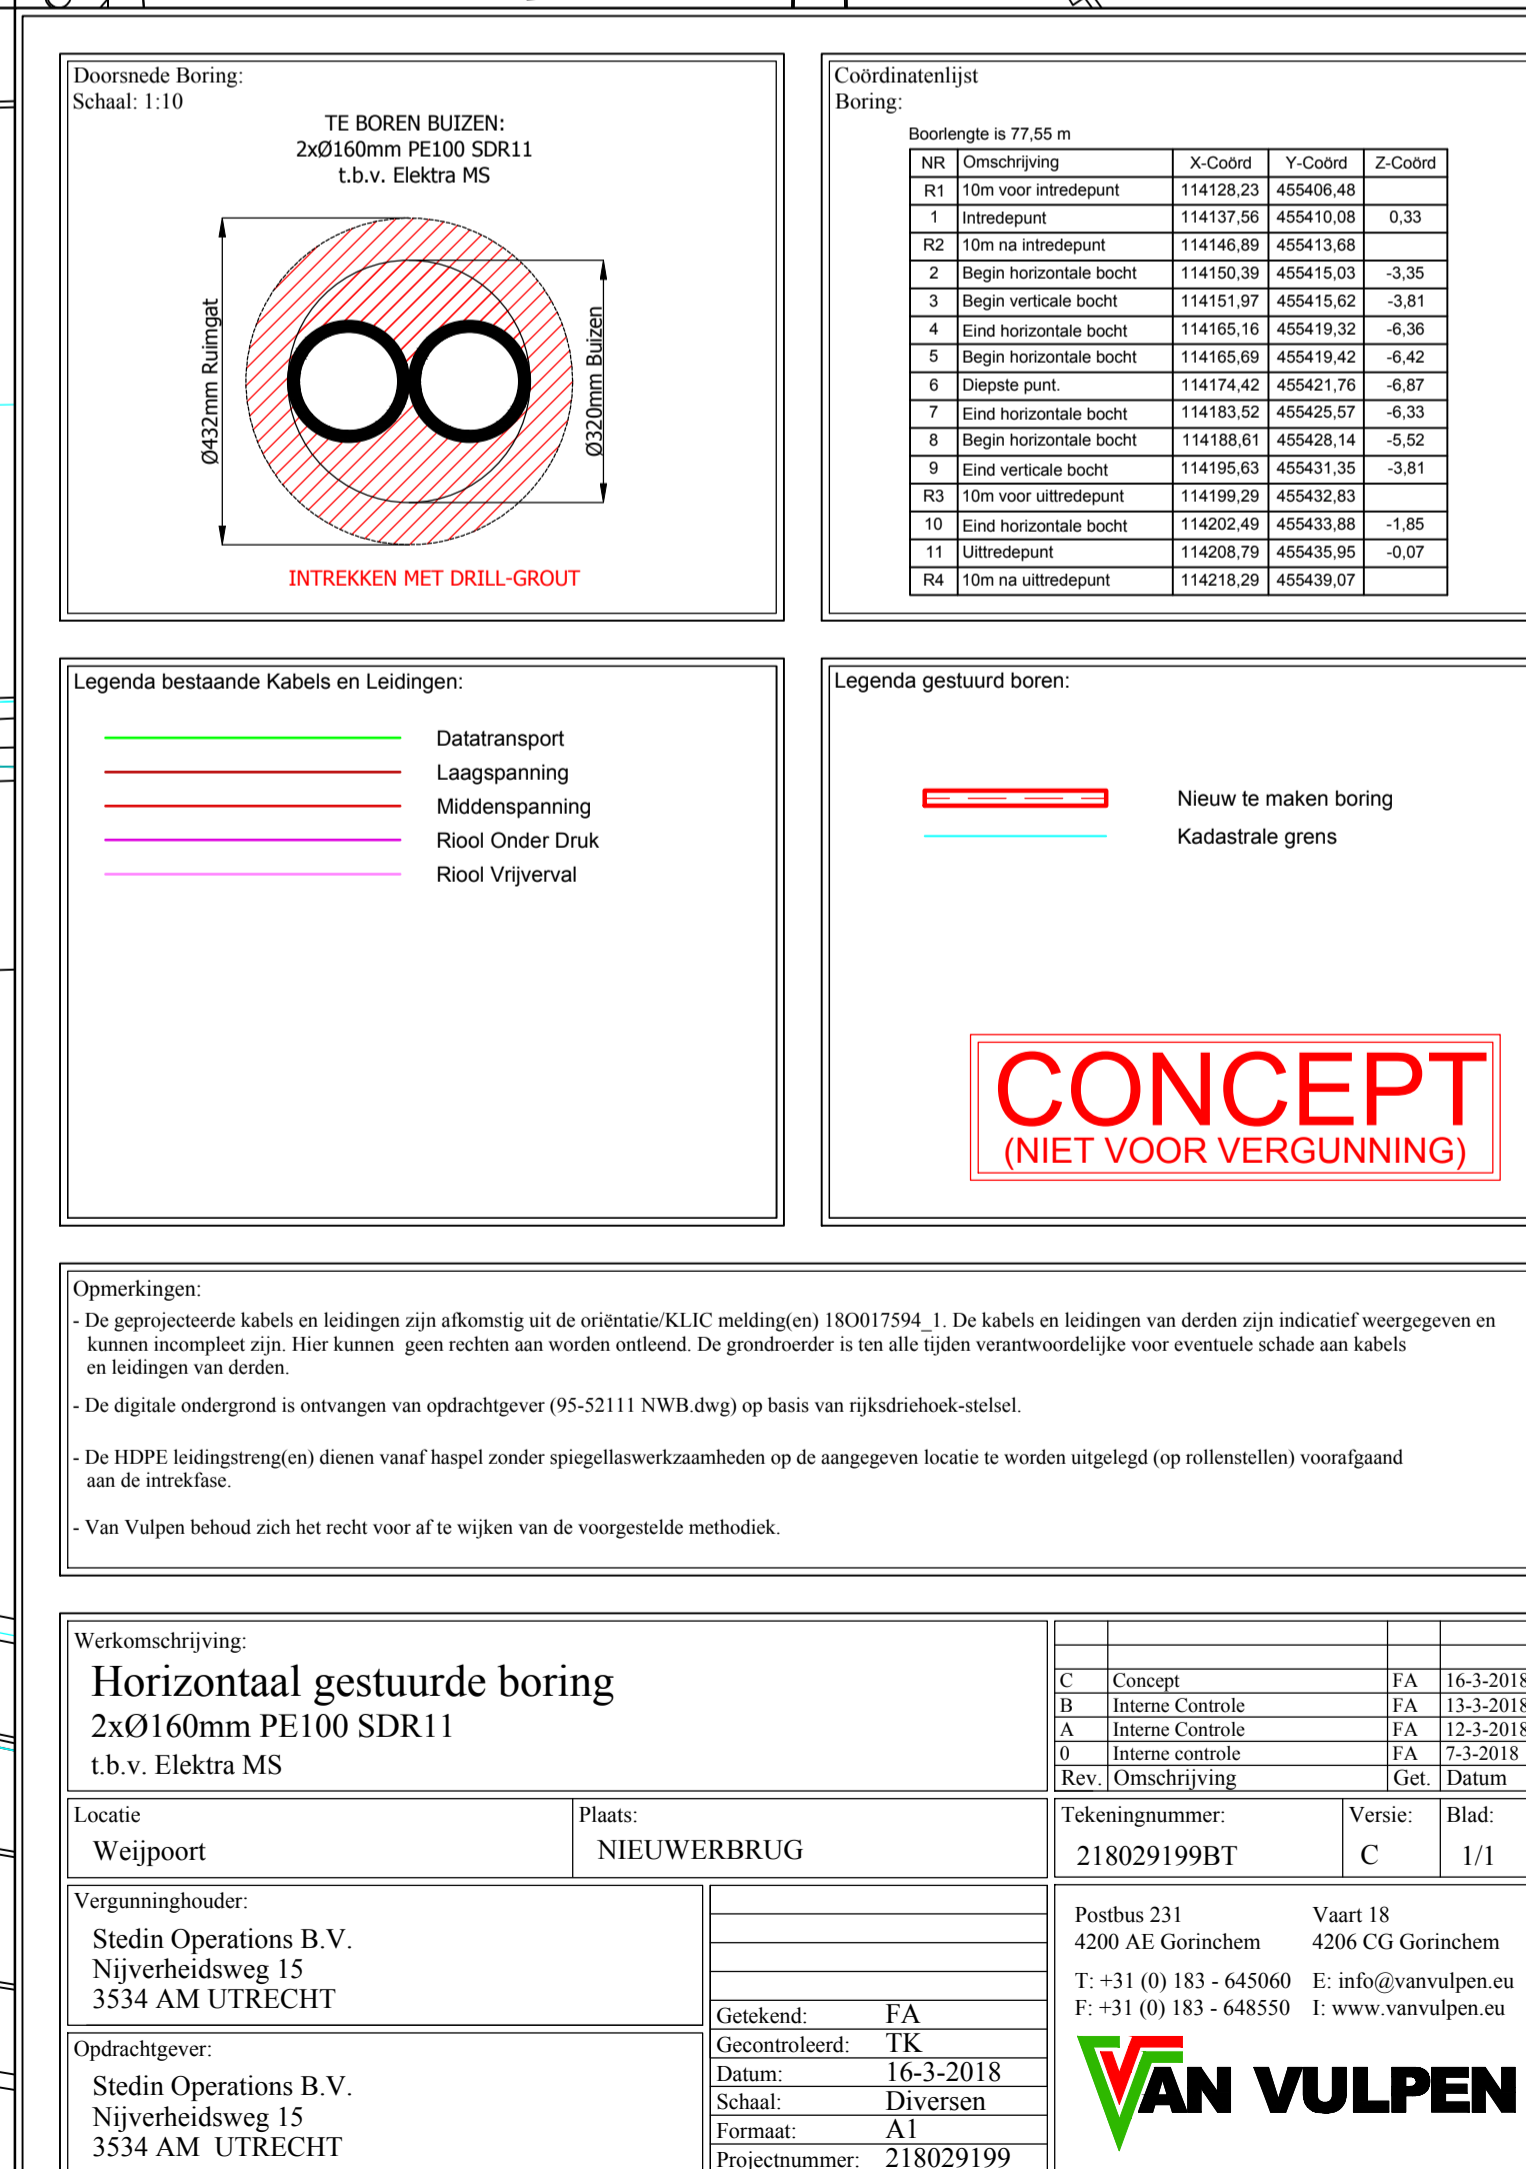 Doorsnede Boring:
Schaal: 1:10
TE BOREN BUIZEN:
2xØ160mm PE100 SDR11
t.b.v. Elektra MS
Ø432mm Ruimgat
Ø320mm Buizen
INTREKKEN MET DRILL-GROUT
Coördinatenlijst
Boring:
Boorlengte is 77,55 m
NR Omschrijving X-Coörd Y-Coörd Z-Coörd
R1 10m voor intredepunt 114128,23 455406,48
1 Intredepunt 114137,56 455410,08 0,33
R2 10m na intredepunt 114146,89 455413,68
2 Begin horizontale bocht 114150,39 455415,03 -3,35
3 Begin verticale bocht 114151,97 455415,62 -3,81
4 Eind horizontale bocht 114165,16 455419,32 -6,36
5 Begin horizontale bocht 114165,69 455419,42 -6,42
6 Diepste punt. 114174,42 455421,76 -6,87
7 Eind horizontale bocht 114183,52 455425,57 -6,33
8 Begin horizontale bocht 114188,61 455428,14 -5,52
9 Eind verticale bocht 114195,63 455431,35 -3,81
R3 10m voor uittredepunt 114199,29 455432,83
10 Eind horizontale bocht 114202,49 455433,88 -1,85
11 Uittredepunt 114208,79 455435,95 -0,07
R4 10m na uittredepunt 114218,29 455439,07
Legenda bestaande Kabels en Leidingen:
Datatransport
Laagspanning
Middenspanning
Riool Onder Druk
Riool Vrijverval
Legenda gestuurd boren:
Nieuw te maken boring
Kadastrale grens
CONCEPT
(NIET VOOR VERGUNNING)
Opmerkingen:
- De geprojecteerde kabels en leidingen zijn afkomstig uit de oriëntatie/KLIC melding(en) 18O017594_1. De kabels en leidingen van derden zijn indicatief weergegeven en
kunnen incompleet zijn. Hier kunnen geen rechten aan worden ontleend. De grondroerder is ten alle tijden verantwoordelijke voor eventuele schade aan kabels
en leidingen van derden.
- De digitale ondergrond is ontvangen van opdrachtgever (95-52111 NWB.dwg) op basis van rijksdriehoek-stelsel.
- De HDPE leidingstreng(en) dienen vanaf haspel zonder spiegellaswerkzaamheden op de aangegeven locatie te worden uitgelegd (op rollenstellen) voorafgaand
aan de intrekfase.
- Van Vulpen behoud zich het recht voor af te wijken van de voorgestelde methodiek.
Werkomschrijving:
Horizontaal gestuurde boring
2xØ160mm PE100 SDR11
t.b.v. Elektra MS
C Concept FA 16-3-2018
B Interne Controle FA 13-3-2018
A Interne Controle FA 12-3-2018
0 Interne controle FA 7-3-2018
Rev. Omschrijving Get. Datum
Locatie
Weijpoort
Plaats:
NIEUWERBRUG
Tekeningnummer: Versie: Blad:
218029199BT C 1/1
Vergunninghouder:
Stedin Operations B.V.
Nijverheidsweg 15
3534 AM UTRECHT
Opdrachtgever:
Stedin Operations B.V.
Nijverheidsweg 15
3534 AM UTRECHT
Getekend: FA
Gecontroleerd: TK
Datum: 16-3-2018
Schaal: Diversen
Formaat: A1
Projectnummer: 218029199
Postbus 231 Vaart 18
4200 AE Gorinchem 4206 CG Gorinchem
T: +31 (0) 183 - 645060 E: info@vanvulpen.eu
F: +31 (0) 183 - 648550 I: www.vanvulpen.eu
VAN VULPEN